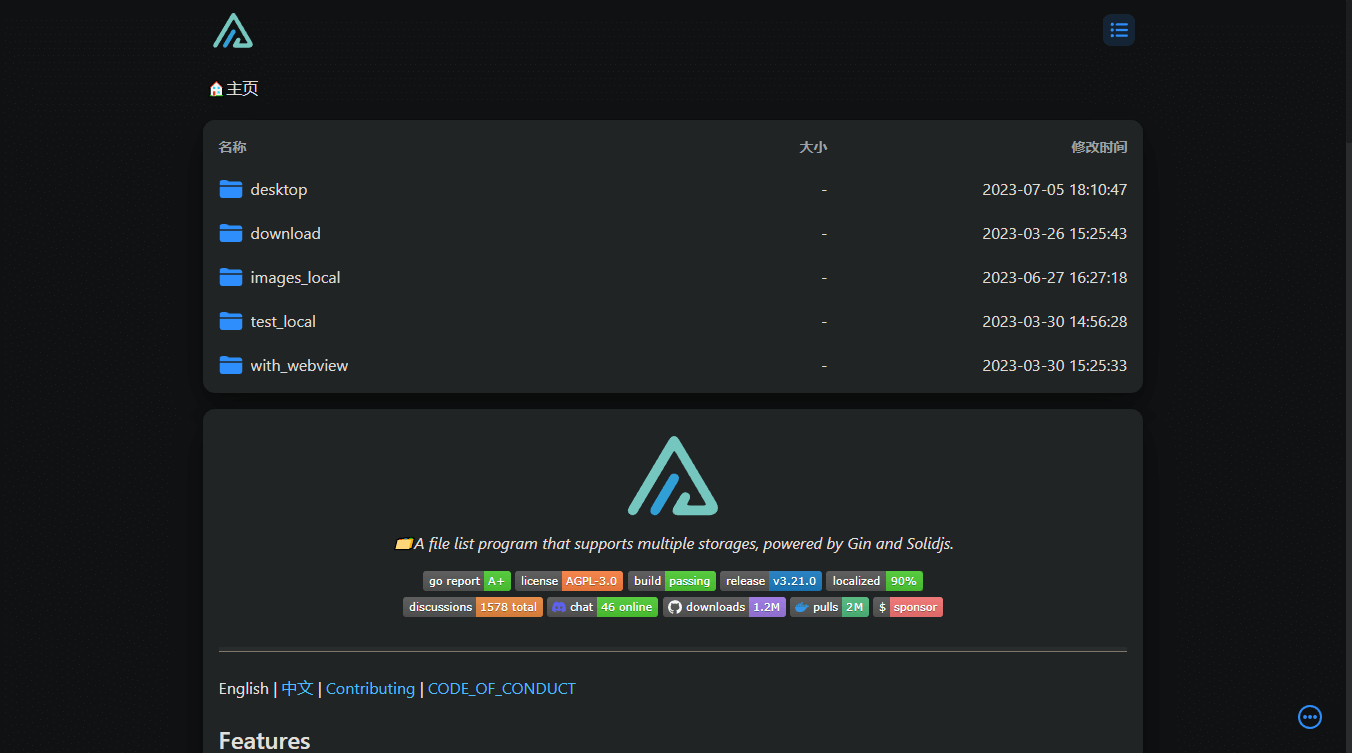 主页
名称 大小 修改时间
desktop - 2023-07-05 18:10:47
download - 2023-03-26 15:25:43
images_local - 2023-06-27 16:27:18
test_local - 2023-03-30 14:56:28
with_webview - 2023-03-30 15:25:33
A file list program that supports multiple storages, powered by Gin and Solidjs.
go report A+ license AGPL-3.0 build passing release v3.21.0 localized 90%
discussions 1578 total chat 46 online downloads 1.2M pulls 2M $ sponsor
English | 中文 | Contributing | CODE_OF_CONDUCT
Features